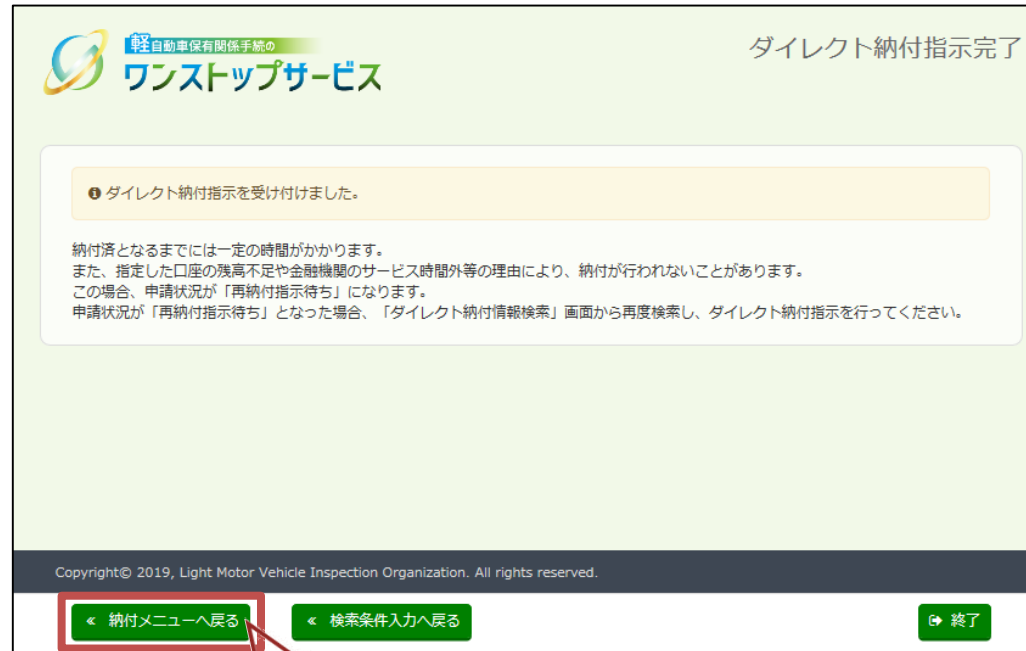 軽自動車保有関係手続の
ワンストップサービス
ダイレクト納付指示完了
ダイレクト納付指示を受け付けました。
納付済となるまでには一定の時間がかかります。
また、指定した口座の残高不足や金融機関のサービス時間外等の理由により、納付が行われないことがあります。
この場合、申請状況が「再納付指示待ち」になります。
申請状況が「再納付指示待ち」となった場合、「ダイレクト納付情報検索」画面から再度検索し、ダイレクト納付指示を行ってください。
Copyright© 2019, Light Motor Vehicle Inspection Organization. All rights reserved.
« 納付メニューへ戻る
« 検索条件入力へ戻る
終了